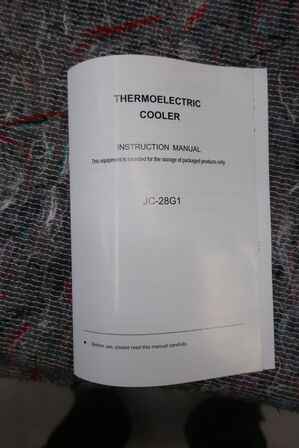 THERMOELECTRIC
COOLER
INSTRUCTION MANUAL
This equipment is intended for the storage of packaged products only
JC-28G1
● Before use, please read this manual carefully.